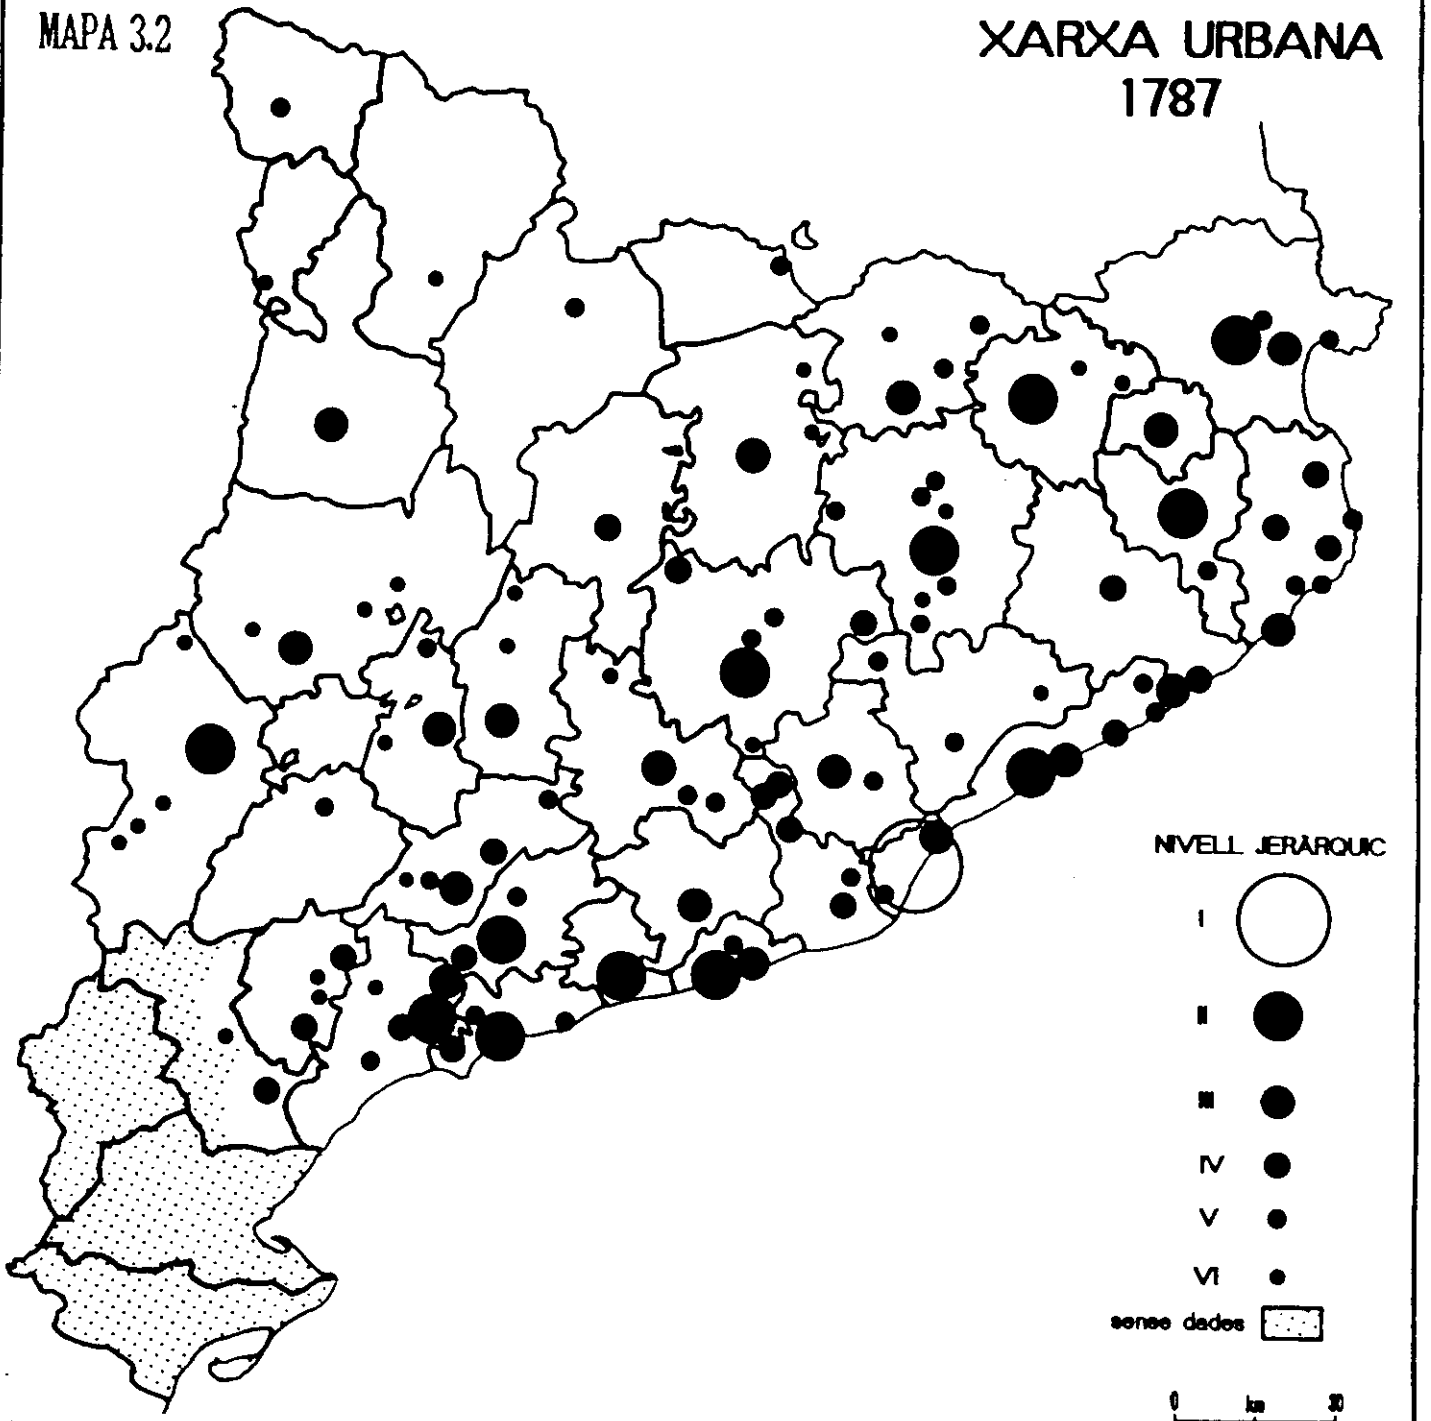 MAPA 3.2
XARXA URBANA
1787
NIVELL JERÀRQUIC
I
II
III
IV
V
VI
sense dades
0 km 30